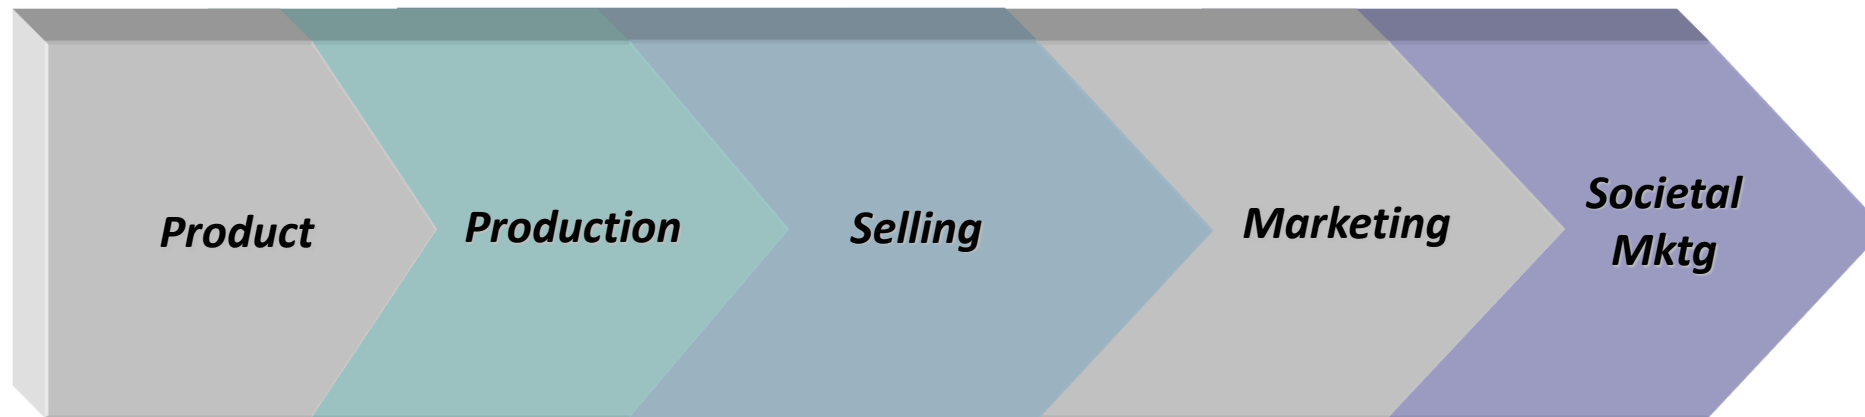 Product
Production
Selling
Marketing
Societal
Mktg